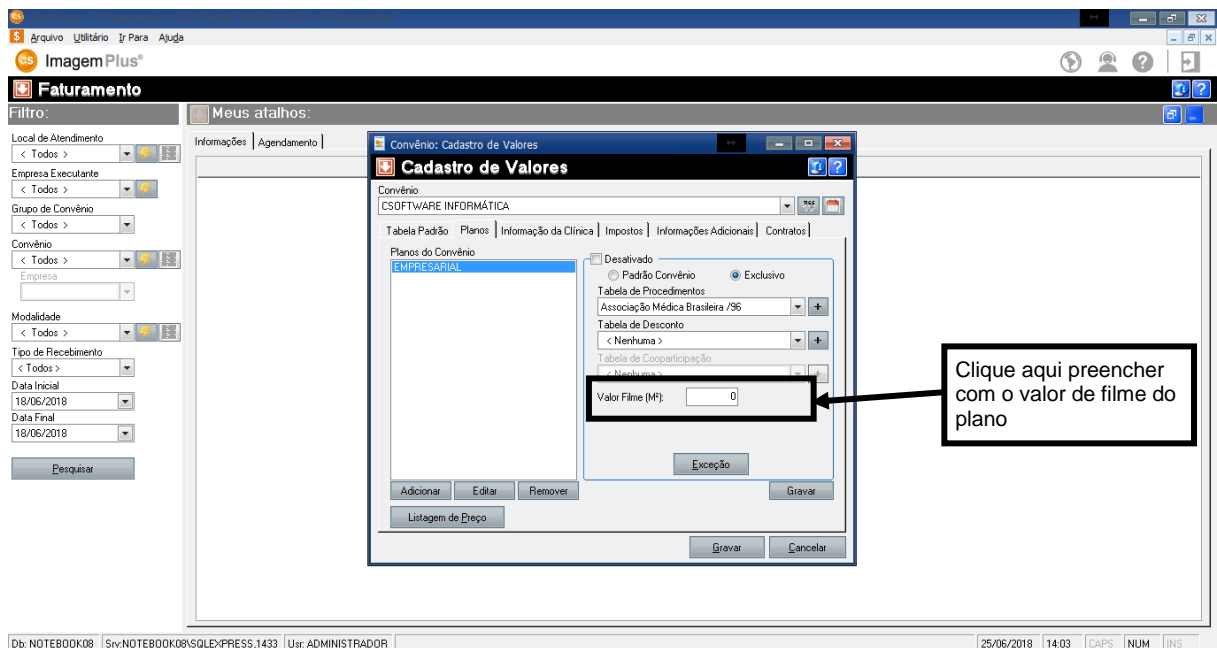 Arquivo Utilitário Ir Para Ajuda
CS ImagemPlus®
Faturamento
Filtro:
Meus atalhos:
Local de Atendimento
< Todos >
Empresa Executante
< Todos >
Grupo de Convênio
< Todos >
Convênio
< Todos >
Empresa
Modalidade
< Todos >
Tipo de Recebimento
< Todos >
Data Inicial
18/06/2018
Data Final
18/06/2018
Pesquisar
Informações Agendamento
Convênio: Cadastro de Valores
Cadastro de Valores
Convênio
CSOFTWARE INFORMÁTICA
Tabela Padrão Planos Informação da Clínica Impostos Informações Adicionais Contratos
Planos do Convênio
EMPRESARIAL
Desativado
Padrão Convênio Exclusivo
Tabela de Procedimentos
Associação Médica Brasileira /96
Tabela de Desconto
< Nenhuma >
Tabela de Cooparticipação
< Nenhuma >
Valor Filme (M²): 0
Exceção
Adicionar Editar Remover Gravar
Listagem de Preço
Gravar Cancelar
Clique aqui preencher
com o valor de filme do
plano
Db: NOTEBOOK08 Srv:NOTEBOOK08\SQLEXPRESS,1433 Usr: ADMINISTRADOR 25/06/2018 14:03 CAPS NUM INS